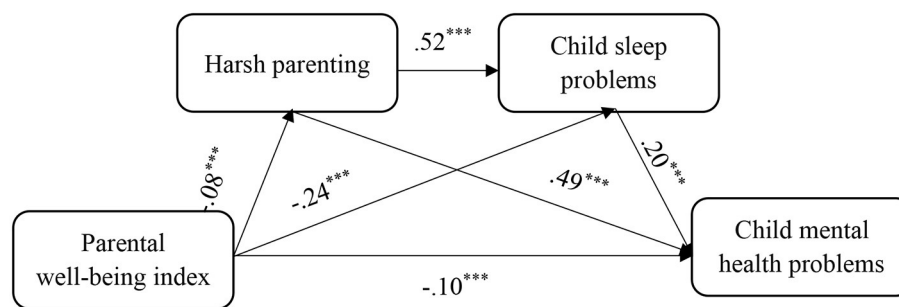 Harsh parenting
.52***
Child sleep
problems
-.08***
-.24***
.49***
.20***
Parental
well-being index
Child mental
health problems
-.10***